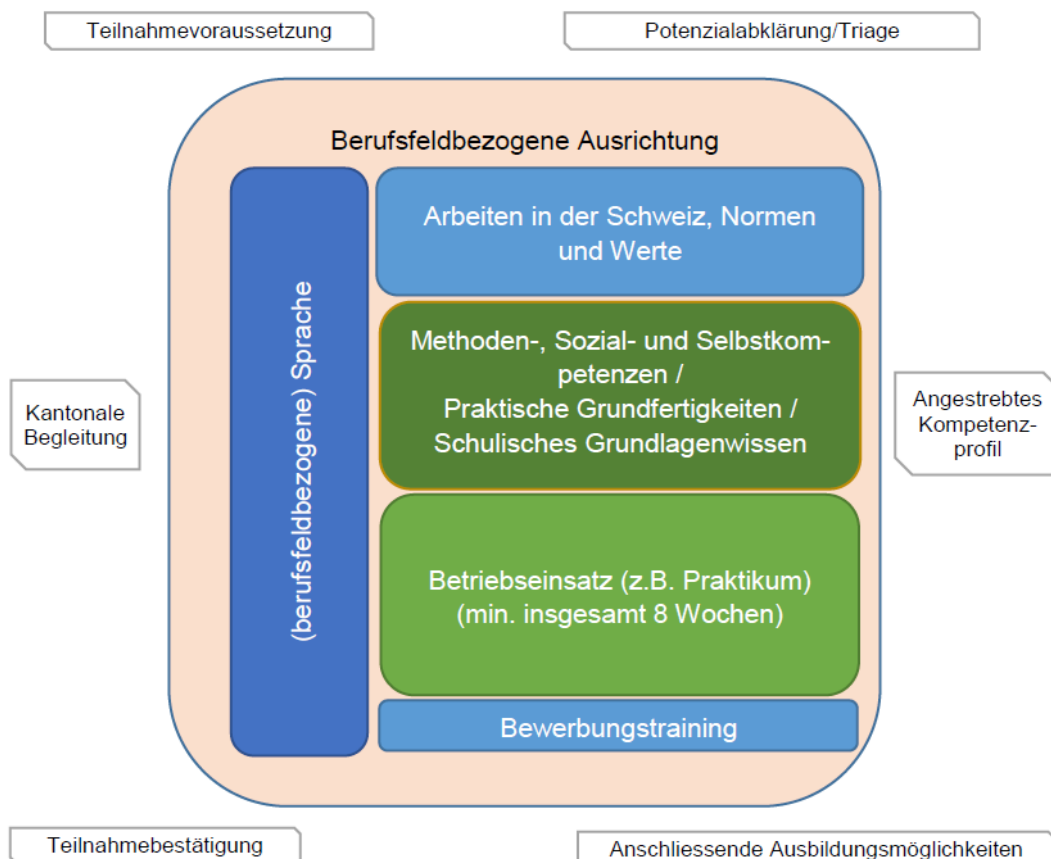 Teilnahmevoraussetzung
Potenzialabklärung/Triage
Berufsfeldbezogene Ausrichtung
(berufsfeldbezogene) Sprache
Arbeiten in der Schweiz, Normen
und Werte
Methoden-, Sozial- und Selbstkom-
petenzen /
Praktische Grundfertigkeiten /
Schulisches Grundlagenwissen
Kantonale
Begleitung
Angestrebtes
Kompetenz-
profil
Betriebseinsatz (z.B. Praktikum)
(min. insgesamt 8 Wochen)
Bewerbungstraining
Teilnahmebestätigung
Anschliessende Ausbildungsmöglichkeiten